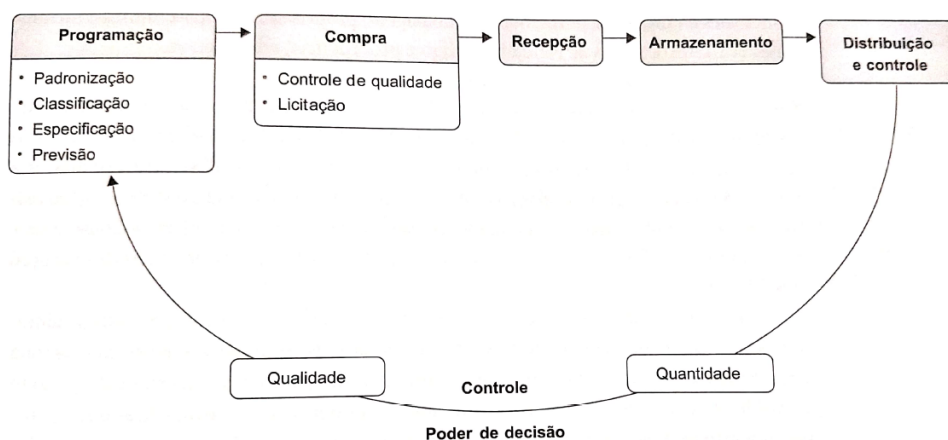 Programação
• Padronização
• Classificação
• Especificação
• Previsão
Compra
• Controle de qualidade
• Licitação
Recepção
Armazenamento
Distribuição
e controle
Qualidade
Controle
Quantidade
Poder de decisão